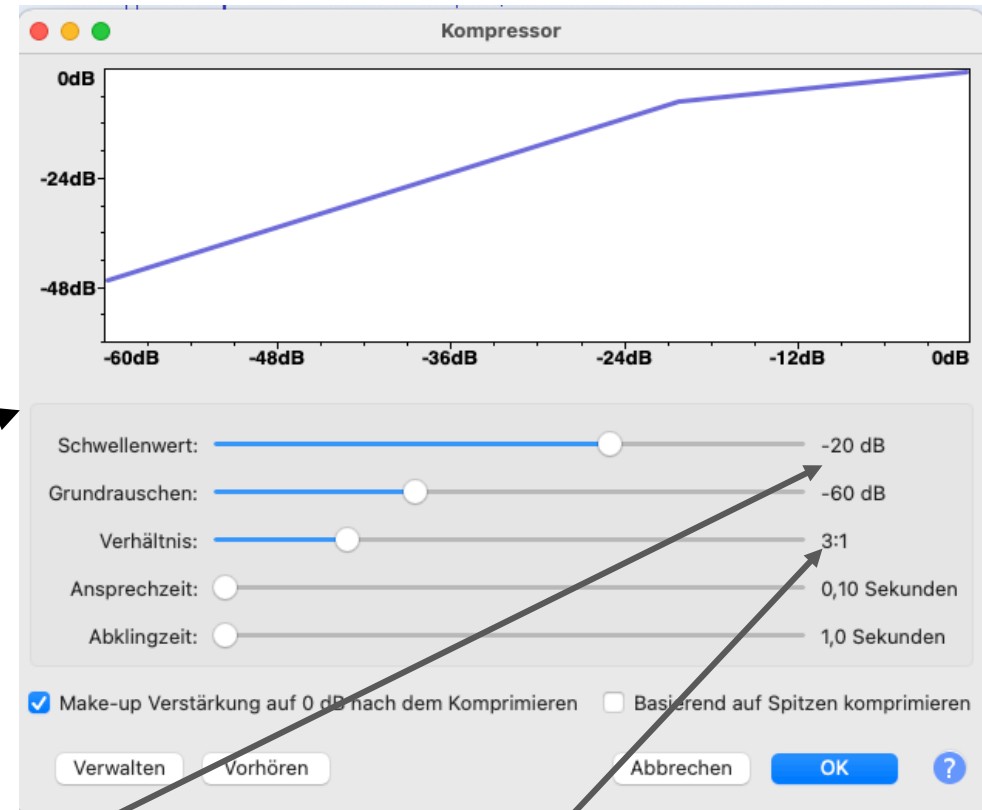 Kompressor
0dB
-24dB
-48dB
-60dB -48dB -36dB -24dB -12dB 0dB
Schwellenwert: -20 dB
Grundrauschen: -60 dB
Verhältnis: 3:1
Ansprechzeit: 0,10 Sekunden
Abklingzeit: 1,0 Sekunden
Make-up Verstärkung auf 0 dB nach dem Komprimieren Basierend auf Spitzen komprimieren
Verwalten Vorhören Abbrechen OK ?